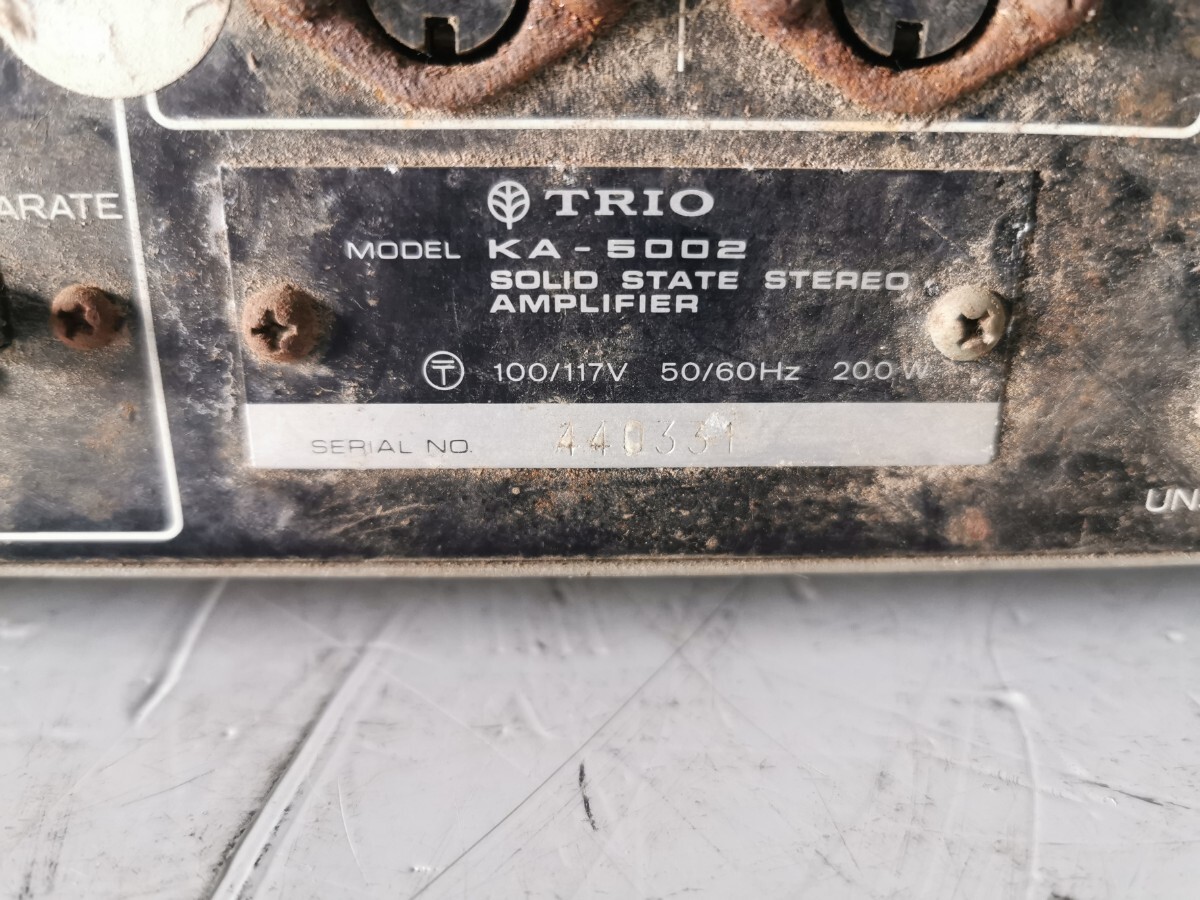 ARATE
TRIO
MODEL KA-5002
SOLID STATE STEREO
AMPLIFIER
〒 100/117V 50/60Hz 200W
SERIAL NO. 440331
UN